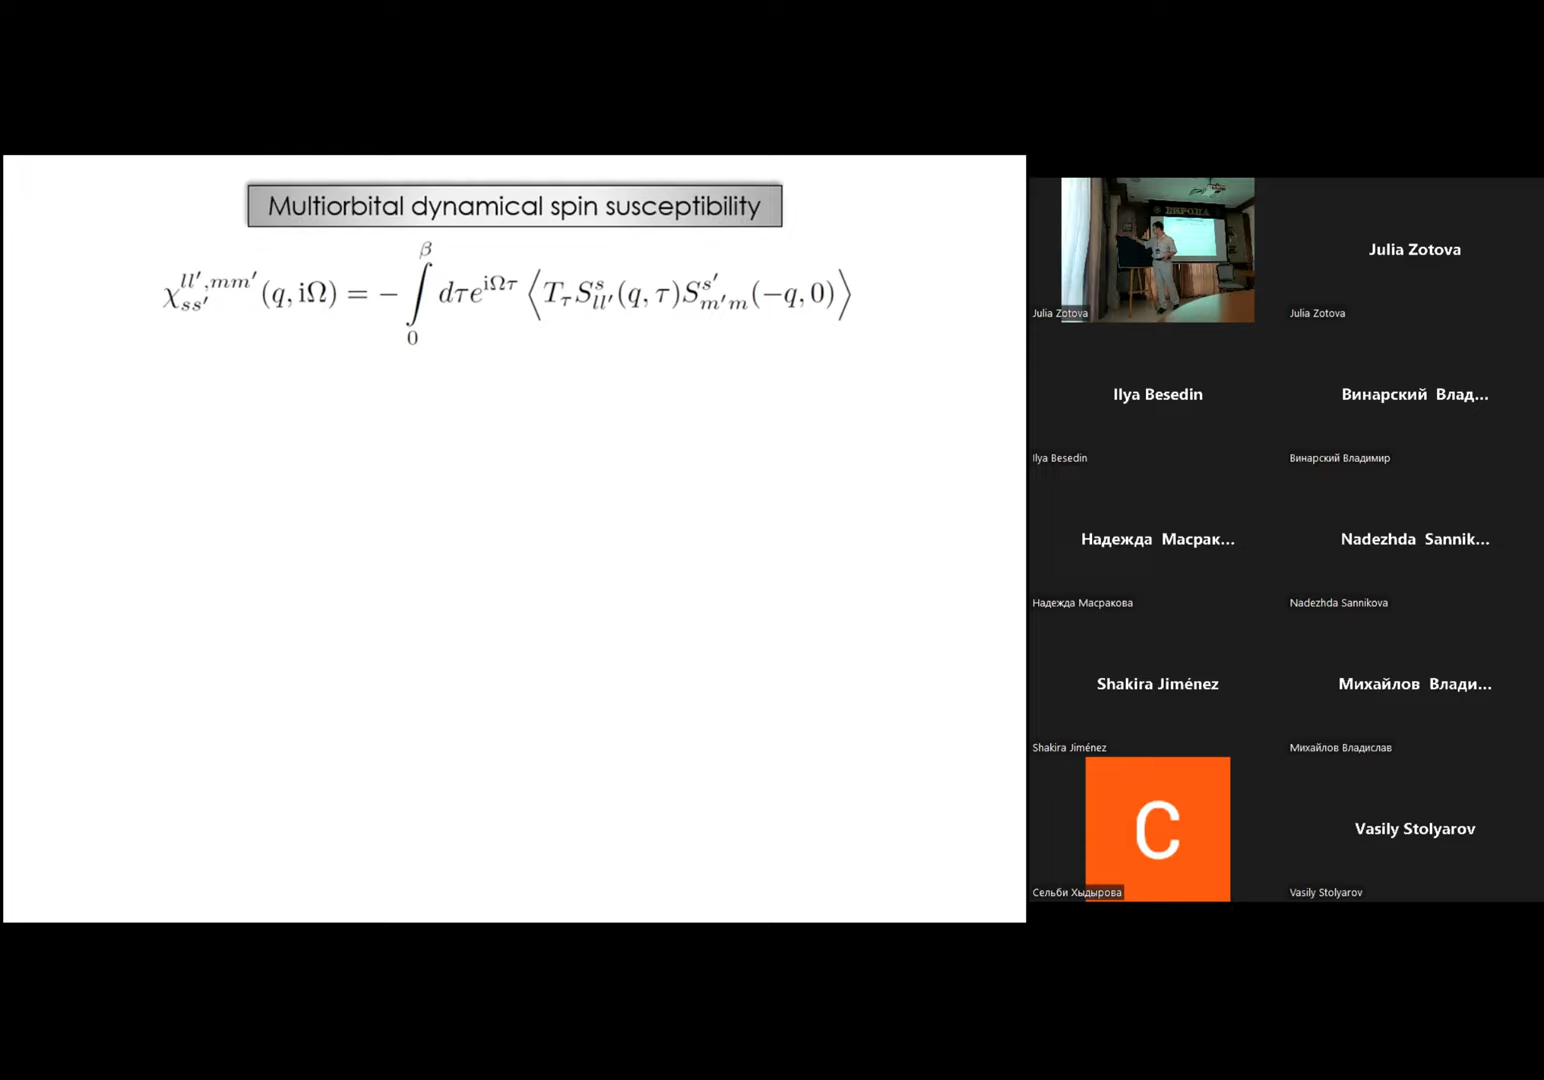 Multiorbital dynamical spin susceptibility
χ_{ss'}^{ll',mm'}(q, iΩ) = − ∫_0^β dτ e^{iΩτ} ⟨T_τ S_{ll'}^s(q, τ) S_{m'm}^{s'}(−q, 0)⟩
Julia Zotova
Julia Zotova
Julia Zotova
Ilya Besedin
Винарский Влад...
Ilya Besedin
Винарский Владимир
Надежда Масрак...
Nadezhda Sannik...
Надежда Масракова
Nadezhda Sannikova
Shakira Jiménez
Михайлов Влади...
Shakira Jiménez
Михайлов Владислав
C
Vasily Stolyarov
Сельби Хыдырова
Vasily Stolyarov